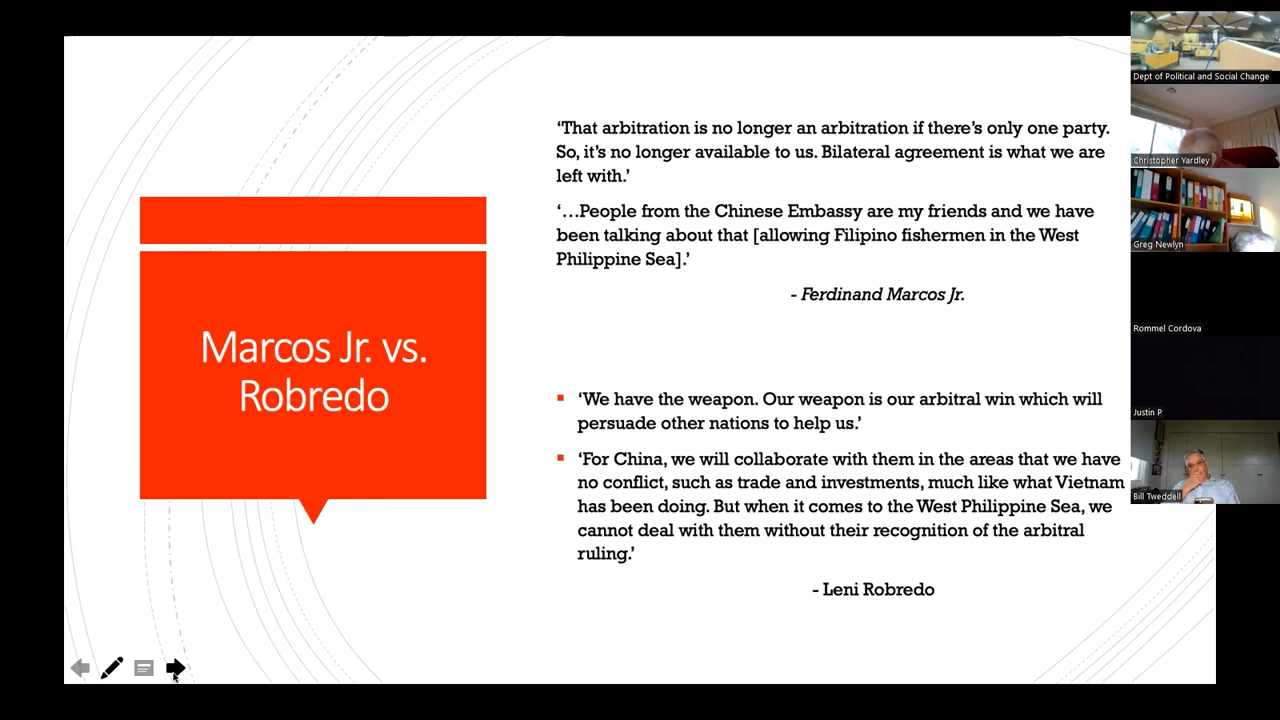 Marcos Jr. vs.
Robredo
‘That arbitration is no longer an arbitration if there’s only one party.
So, it’s no longer available to us. Bilateral agreement is what we are
left with.’
‘…People from the Chinese Embassy are my friends and we have
been talking about that [allowing Filipino fishermen in the West
Philippine Sea].’
- Ferdinand Marcos Jr.
‘We have the weapon. Our weapon is our arbitral win which will
persuade other nations to help us.’
‘For China, we will collaborate with them in the areas that we have
no conflict, such as trade and investments, much like what Vietnam
has been doing. But when it comes to the West Philippine Sea, we
cannot deal with them without their recognition of the arbitral
ruling.’
- Leni Robredo
Dept of Political and Social Change
Christopher Yardley
Greg Newlyn
Rommel Cordova
Justin P
Bill Tweddell